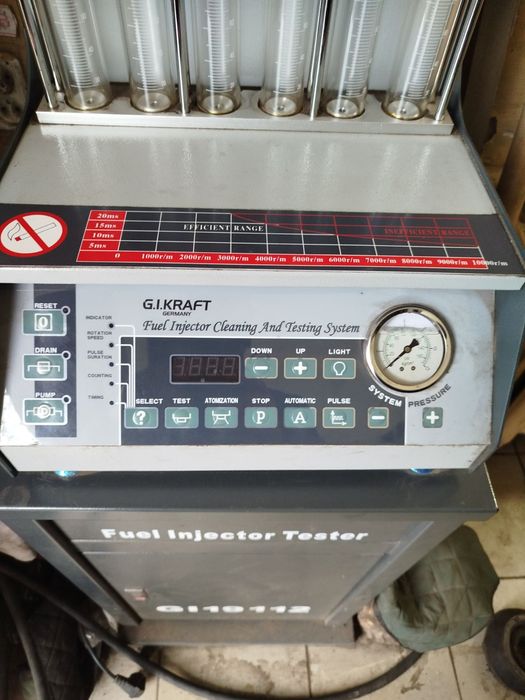 20ms
15ms
10ms
5ms
EFFICIENT RANGE
INEFFICIENT RANGE
0 1000r/m 2000r/m 3000r/m 4000r/m 5000r/m 6000r/m 7000r/m 8000r/m 9000r/m 10000r/m
G.I.KRAFT
GERMANY
Fuel Injector Cleaning And Testing System
RESET
DRAIN
PUMP
INDICATOR
ROTATION SPEED
PULSE DURATION
COUNTING
TIMING
DOWN UP LIGHT
SELECT TEST ATOMIZATION STOP AUTOMATIC PULSE
? P A
SYSTEM PRESSURE
Fuel Injector Tester
GI19112